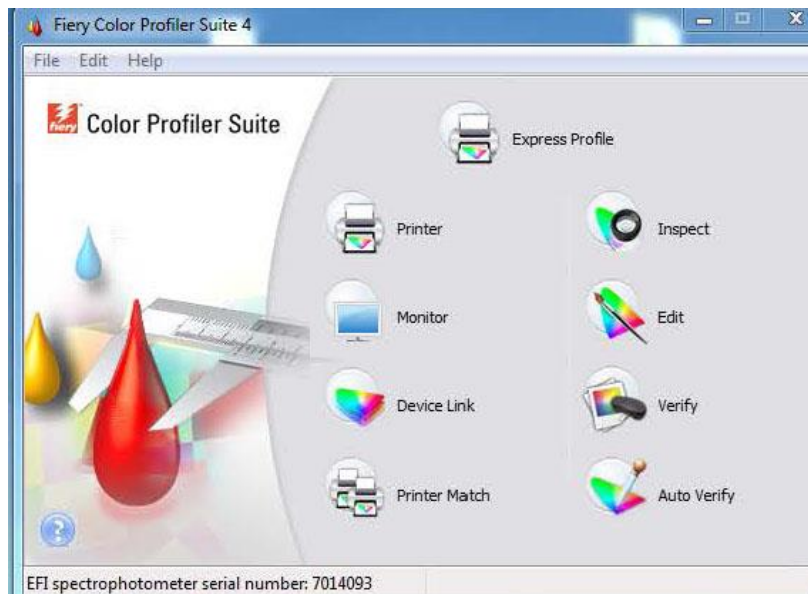 Fiery Color Profiler Suite 4
File Edit Help
fiery Color Profiler Suite
Express Profile
Printer
Inspect
Monitor
Edit
Device Link
Verify
Printer Match
Auto Verify
?
EFI spectrophotometer serial number: 7014093